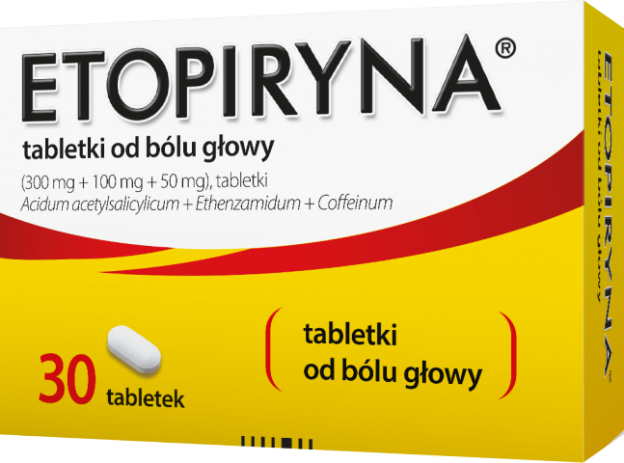 ETOPIRYNA®
tabletki od bólu głowy
(300 mg + 100 mg + 50 mg), tabletki
Acidum acetylsalicylicum + Ethenzamidum + Coffeinum
30 tabletek
tabletki
od bólu głowy
ETOPIRYNA®
tabletki od bólu głowy